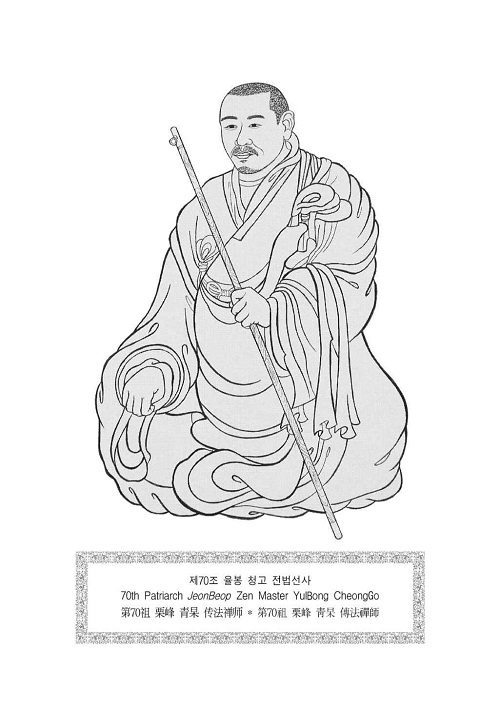 제70조 율봉 청고 전법선사
70th Patriarch JeonBeop Zen Master YulBong CheongGo
第70祖 栗峰 青杲 传法禅师 * 第70祖 栗峰 靑杲 傳法禪師